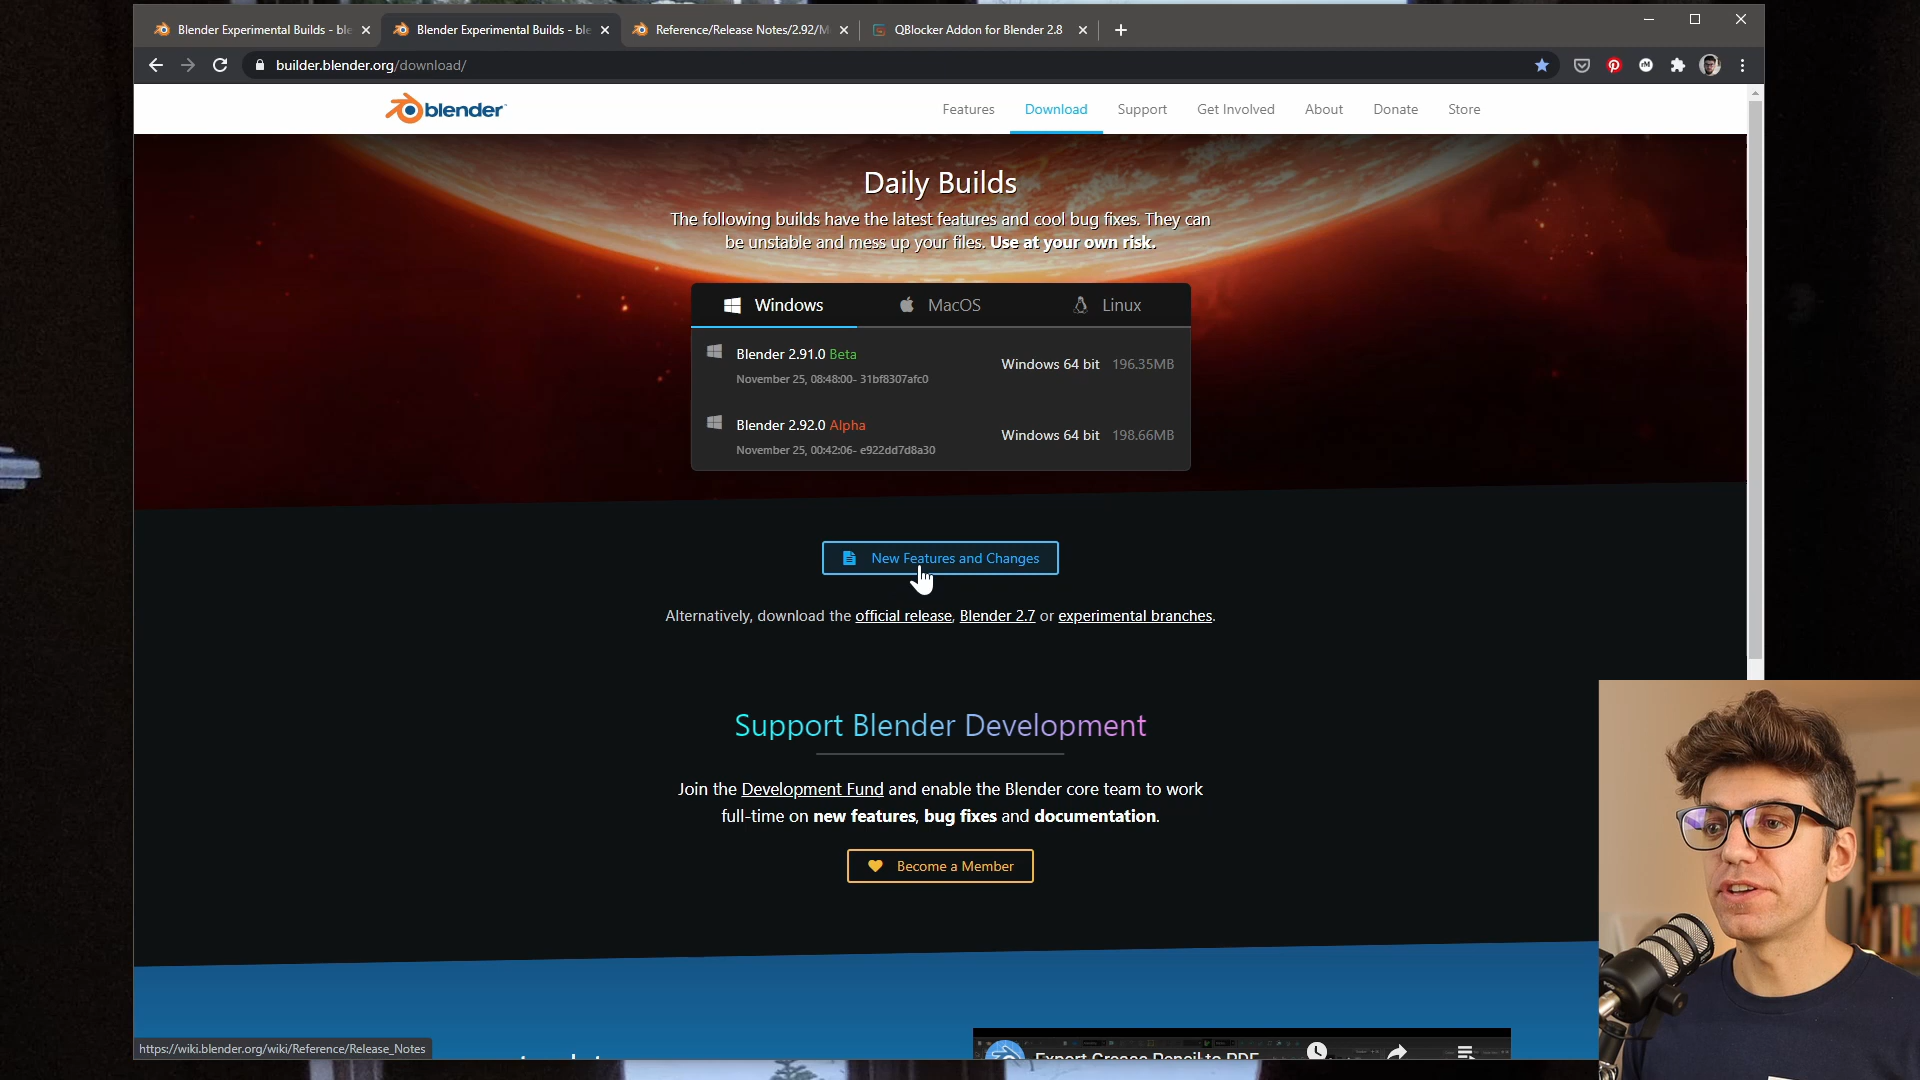 Blender Experimental Builds - ble
Blender Experimental Builds - ble
Reference/Release Notes/2.92/M
QBlocker Addon for Blender 2.8
builder.blender.org/download/
blender
Features
Download
Support
Get Involved
About
Donate
Store
Daily Builds
The following builds have the latest features and cool bug fixes. They can
be unstable and mess up your files. Use at your own risk.
Windows
MacOS
Linux
Blender 2.91.0 Beta
Windows 64 bit 196.35MB
November 25, 08:48:00- 31bf8307afc0
Blender 2.92.0 Alpha
Windows 64 bit 198.66MB
November 25, 00:42:06- e922dd7d8a30
New Features and Changes
Alternatively, download the official release, Blender 2.7 or experimental branches.
Support Blender Development
Join the Development Fund and enable the Blender core team to work
full-time on new features, bug fixes and documentation.
Become a Member
https://wiki.blender.org/wiki/Reference/Release_Notes
Export Grease Pencil to PDF